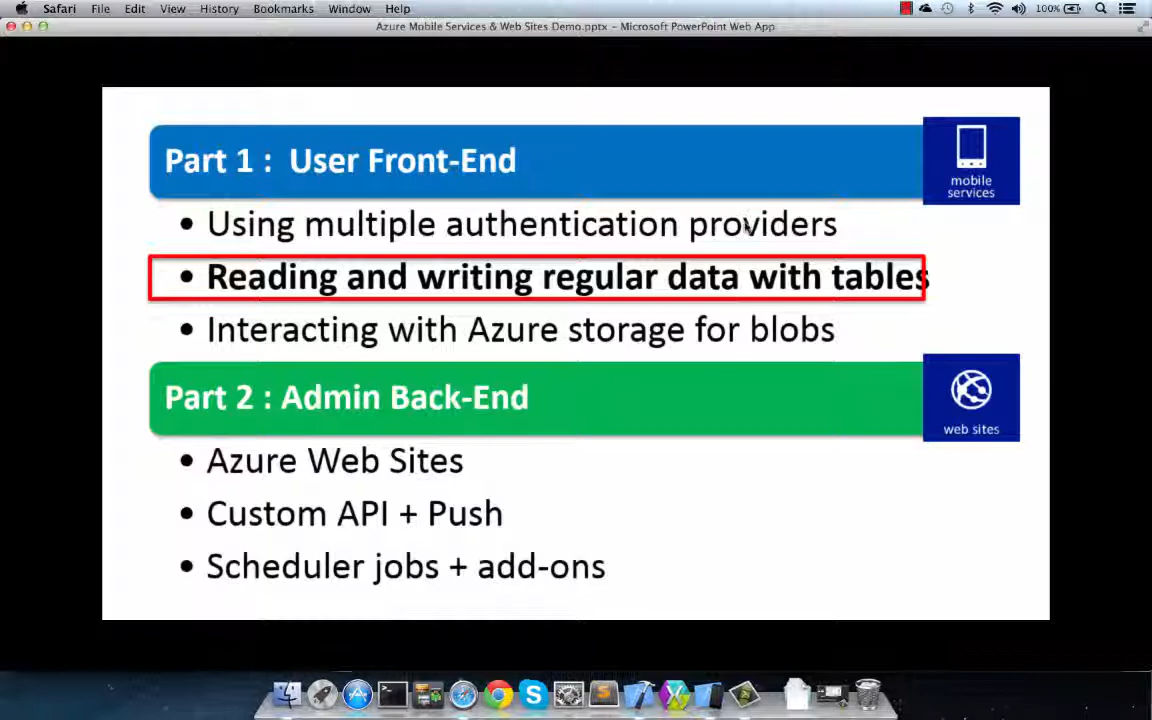 Safari File Edit View History Bookmarks Window Help 100%
Azure Mobile Services & Web Sites Demo.pptx – Microsoft PowerPoint Web App
Part 1 : User Front-End
mobile
services
• Using multiple authentication providers
• Reading and writing regular data with tables
• Interacting with Azure storage for blobs
Part 2 : Admin Back-End
web sites
• Azure Web Sites
• Custom API + Push
• Scheduler jobs + add-ons